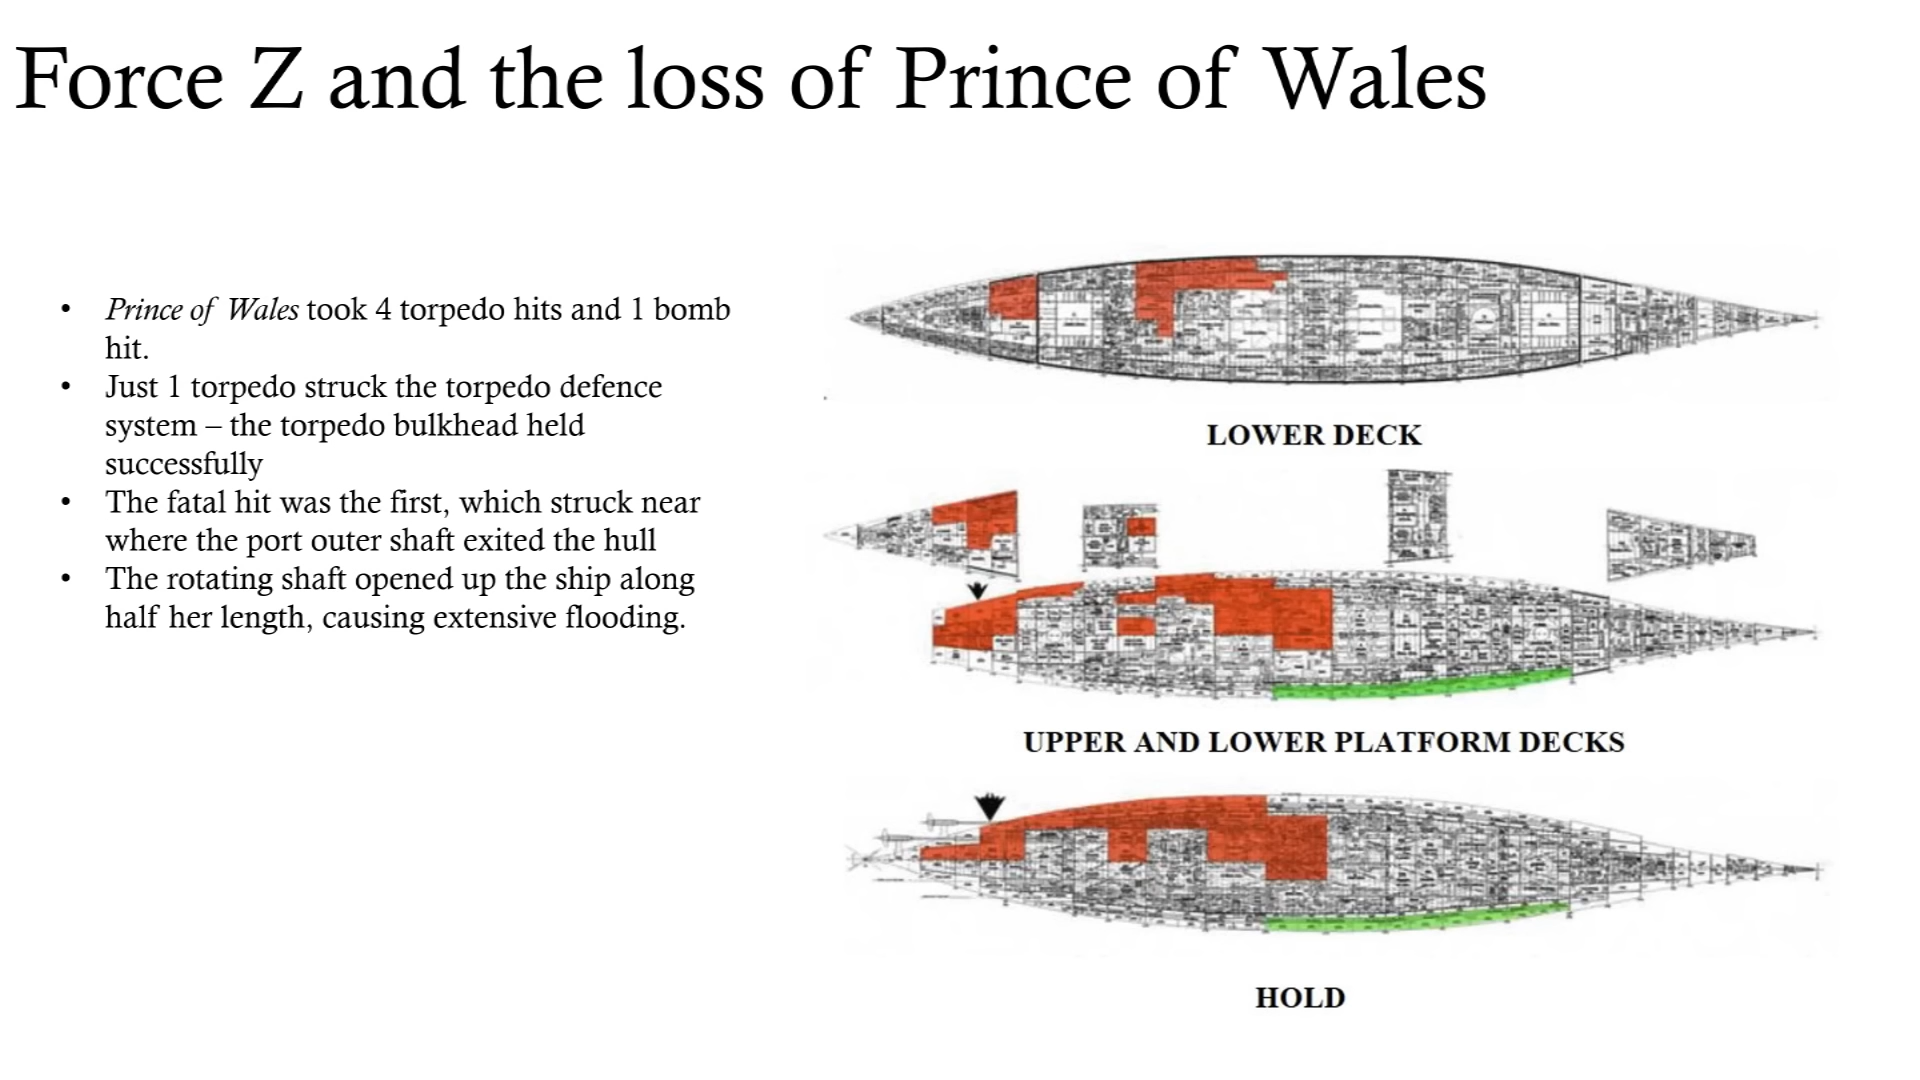 Force Z and the loss of Prince of Wales
• Prince of Wales took 4 torpedo hits and 1 bomb
hit.
• Just 1 torpedo struck the torpedo defence
system – the torpedo bulkhead held
successfully
• The fatal hit was the first, which struck near
where the port outer shaft exited the hull
• The rotating shaft opened up the ship along
half her length, causing extensive flooding.
LOWER DECK
UPPER AND LOWER PLATFORM DECKS
HOLD